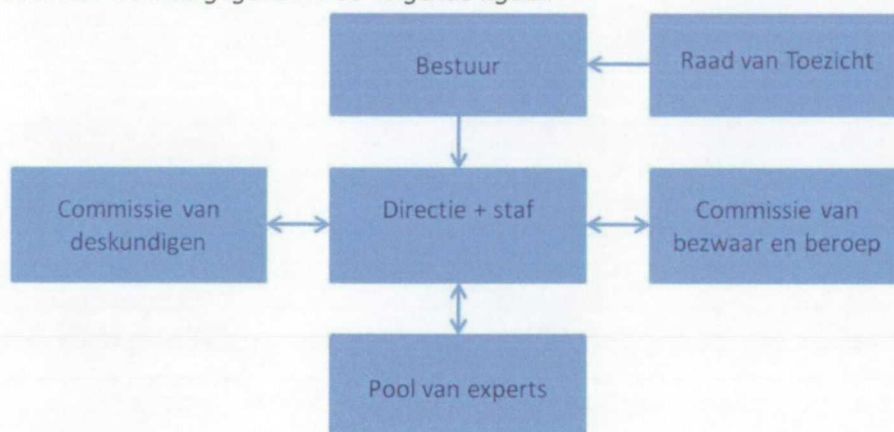 Bestuur
Raad van Toezicht
Commissie van
deskundigen
Directie + staf
Commissie van
bezwaar en beroep
Pool van experts